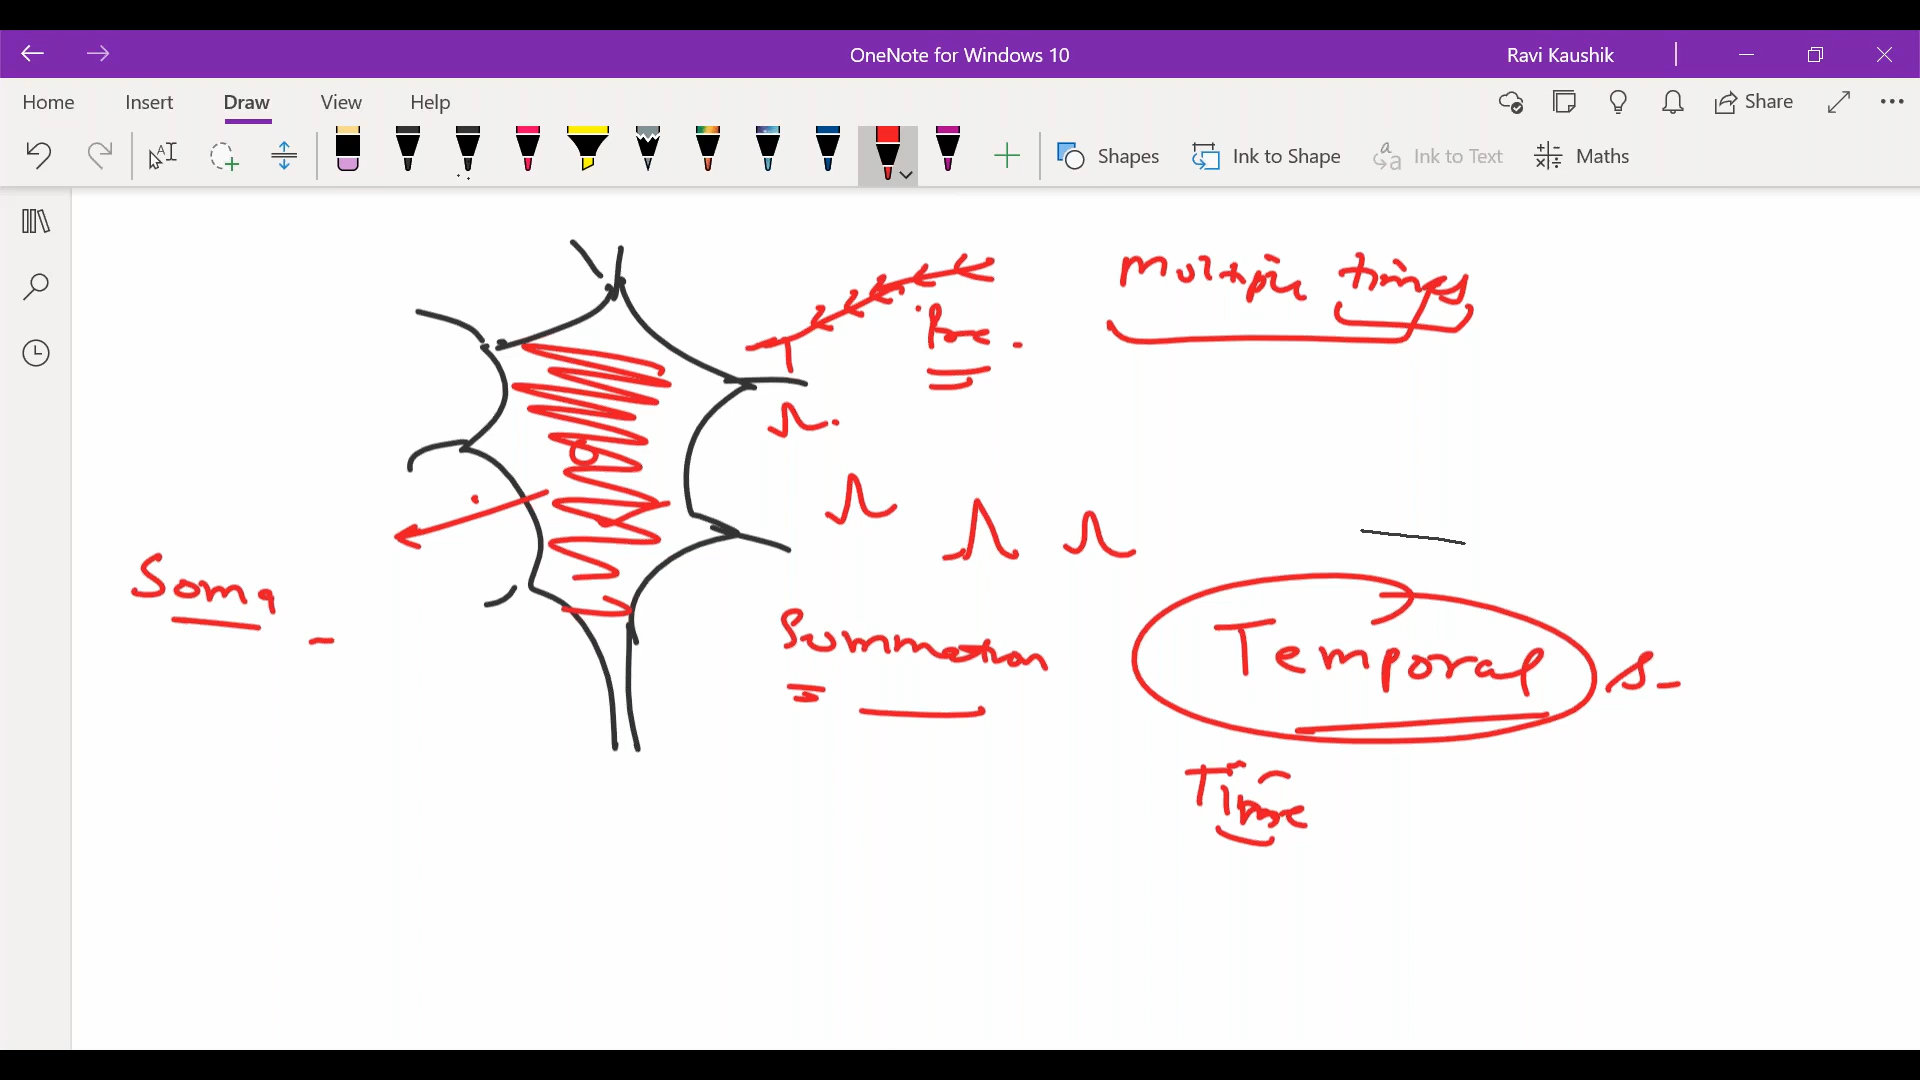 OneNote for Windows 10
Ravi Kaushik
Home Insert Draw View Help
Share
Shapes Ink to Shape Ink to Text Maths
Multiple times
Pre
Soma
Summation
Temporal S
Time